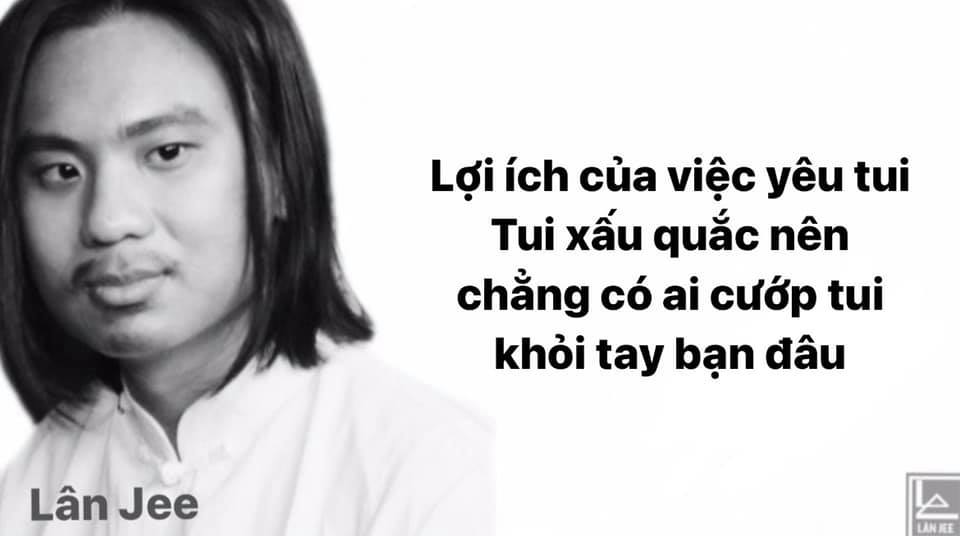 Lợi ích của việc yêu tui
Tui xấu quắc nên
chẳng có ai cướp tui
khỏi tay bạn đâu
Lân Jee
LÂN JEE